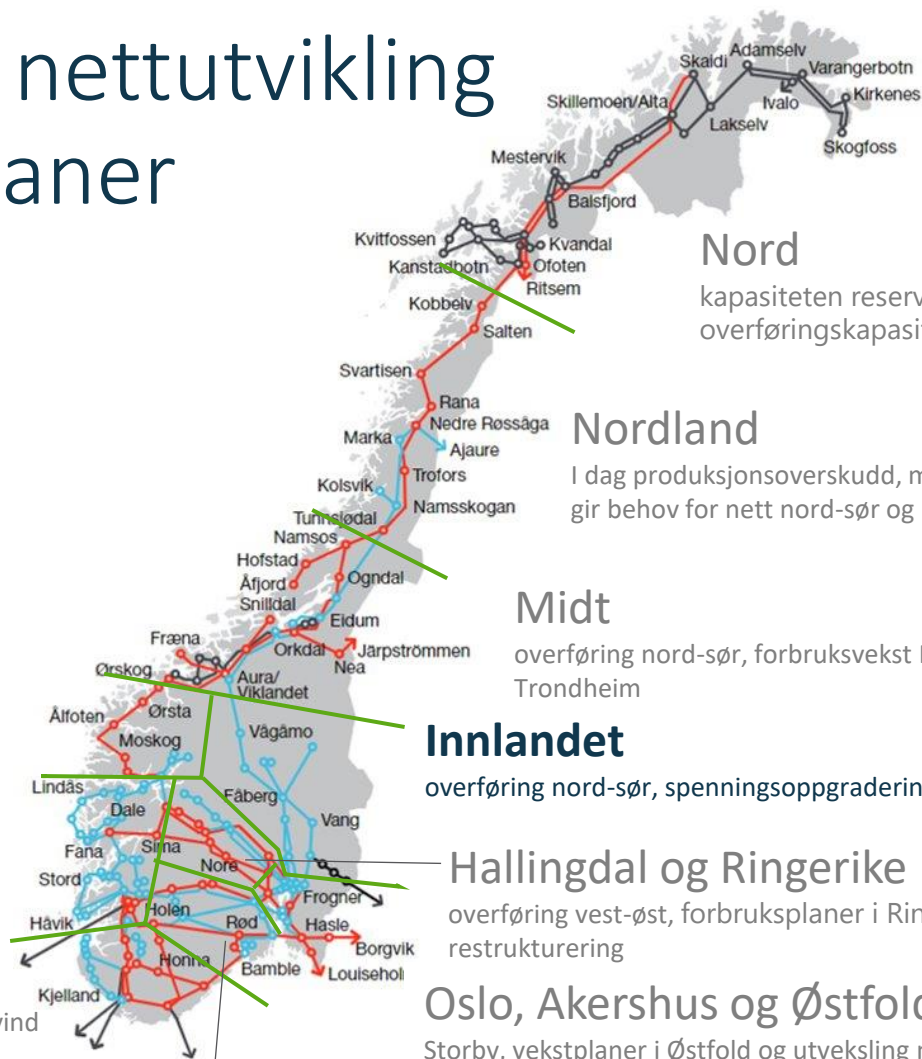 nettutvikling
aner
Skaldi
Adamselv
Varangerbotn
Kirkenes
Ivalo
Skillemoen/Alta
Lakselv
Skogfoss
Mestervik
Balsfjord
Kvitfossen
Kvandal
Kanstadbotn
Ofoten
Ritsem
Kobbelv
Salten
Svartisen
Rana
Nedre Røssåga
Marka
Ajaure
Trofors
Kolsvik
Namsskogan
Tunnsjødal
Namsos
Hofstad
Åfjord
Ogndal
Snilldal
Eidum
Fræna
Orkdal
Järpströmmen
Nea
Ørskog
Aura/
Viklandet
Ørsta
Ålfoten
Vågåmo
Moskog
Lindås
Fåberg
Dale
Vang
Sima
Fana
Nore
Stord
Frogner
Holen
Håvik
Rød
Hasle
Borgvik
Honna
Bamble
Louiseholm
Kjelland
Nord
kapasiteten reserv
overføringskapasit
Nordland
I dag produksjonsoverskudd, m
gir behov for nett nord-sør og
Midt
overføring nord-sør, forbruksvekst
Trondheim
Innlandet
overføring nord-sør, spenningsoppgraderin
Hallingdal og Ringerike
overføring vest-øst, forbruksplaner i Rin
restrukturering
Oslo, Akershus og Østfold
Storby, vekstplaner i Østfold og utveksling
vind